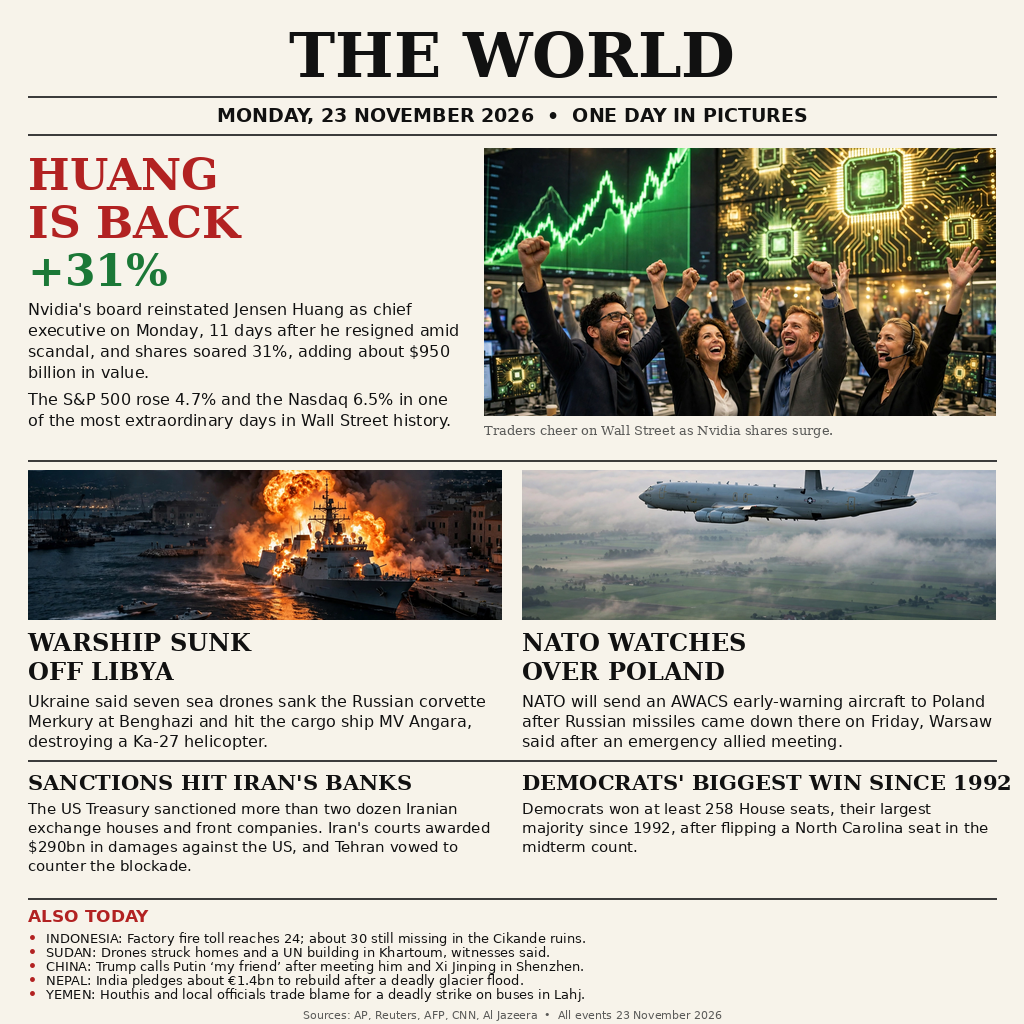 THE WORLD
MONDAY, 23 NOVEMBER 2026 • ONE DAY IN PICTURES
HUANG
IS BACK
+31%
Nvidia's board reinstated Jensen Huang as chief
executive on Monday, 11 days after he resigned amid
scandal, and shares soared 31%, adding about $950
billion in value.
The S&P 500 rose 4.7% and the Nasdaq 6.5% in one
of the most extraordinary days in Wall Street history.
Traders cheer on Wall Street as Nvidia shares surge.
WARSHIP SUNK
OFF LIBYA
Ukraine said seven sea drones sank the Russian corvette
Merkury at Benghazi and hit the cargo ship MV Angara,
destroying a Ka-27 helicopter.
NATO WATCHES
OVER POLAND
NATO will send an AWACS early-warning aircraft to Poland
after Russian missiles came down there on Friday, Warsaw
said after an emergency allied meeting.
SANCTIONS HIT IRAN'S BANKS
The US Treasury sanctioned more than two dozen Iranian
exchange houses and front companies. Iran's courts awarded
$290bn in damages against the US, and Tehran vowed to
counter the blockade.
DEMOCRATS' BIGGEST WIN SINCE 1992
Democrats won at least 258 House seats, their largest
majority since 1992, after flipping a North Carolina seat in the
midterm count.
ALSO TODAY
• INDONESIA: Factory fire toll reaches 24; about 30 still missing in the Cikande ruins.
• SUDAN: Drones struck homes and a UN building in Khartoum, witnesses said.
• CHINA: Trump calls Putin ‘my friend’ after meeting him and Xi Jinping in Shenzhen.
• NEPAL: India pledges about €1.4bn to rebuild after a deadly glacier flood.
• YEMEN: Houthis and local officials trade blame for a deadly strike on buses in Lahj.
Sources: AP, Reuters, AFP, CNN, Al Jazeera • All events 23 November 2026